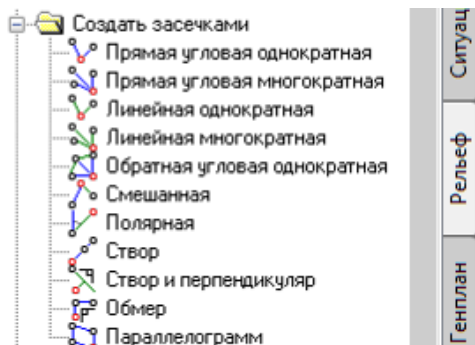 Создать засечками
Прямая угловая однократная
Прямая угловая многократная
Линейная однократная
Линейная многократная
Обратная угловая однократная
Смешанная
Полярная
Створ
Створ и перпендикуляр
Обмер
Параллелограмм
Рельеф
Генплан